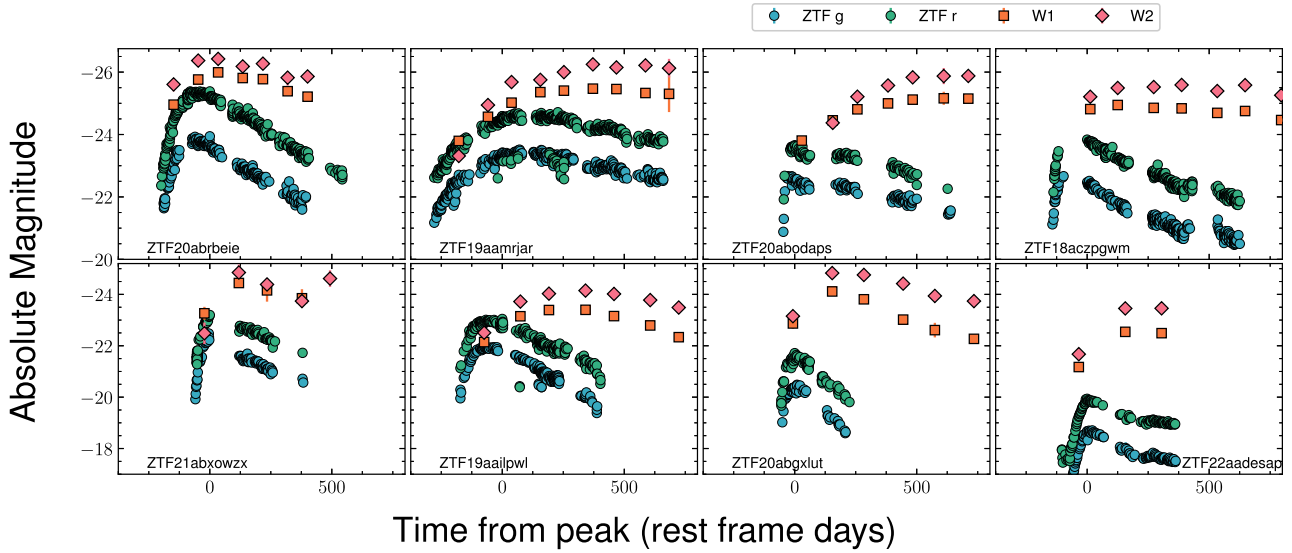 ZTF g ZTF r W1 W2
Absolute Magnitude
−26
−24
−22
−20
ZTF20abrbeie ZTF19aamrjar ZTF20abodaps ZTF18aczpgwm
−24
−22
−20
−18
ZTF21abxowzx ZTF19aailpwl ZTF20abgxlut ZTF22aadesap
0 500 0 500 0 500 0 500
Time from peak (rest frame days)